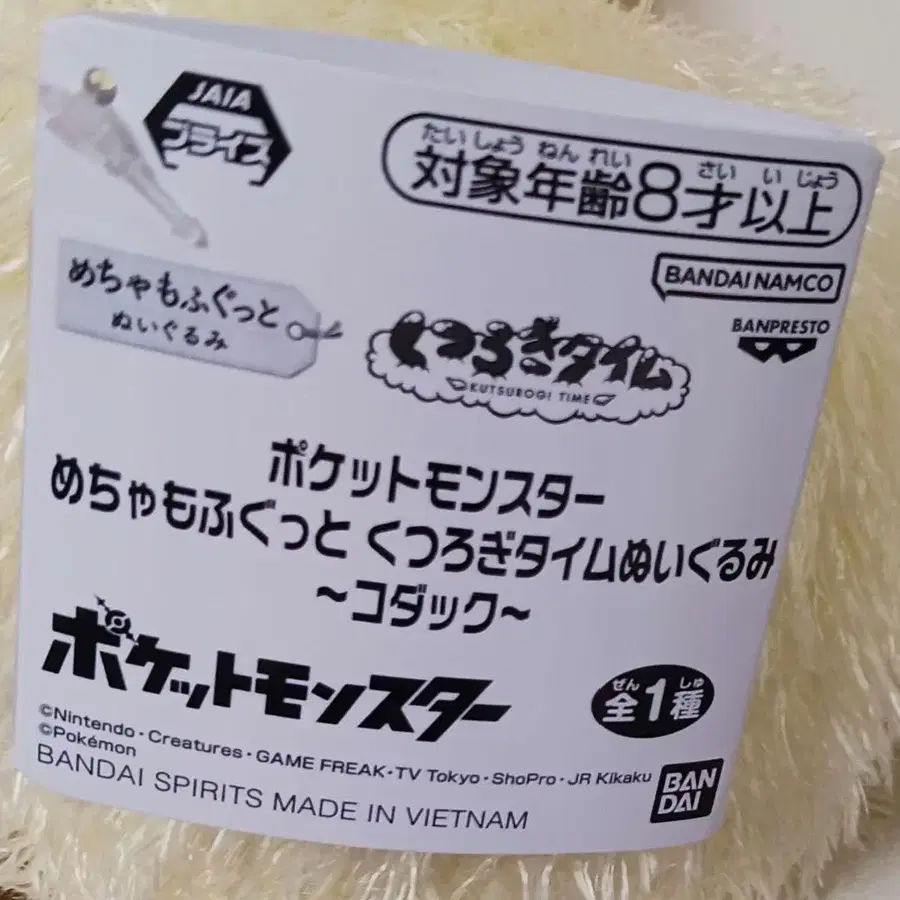 JAIA
プライズ
たいしょうねんれい さいいじょう
対象年齢8才以上
BANDAI NAMCO
BANPRESTO
めちゃもふぐっと
ぬいぐるみ
くつろぎタイム
KUTSUROGI TIME
ポケットモンスター
めちゃもふぐっと くつろぎタイムぬいぐるみ
~コダック~
ポケットモンスター
ぜん しゅ
全1種
©Nintendo・Creatures・GAME FREAK・TV Tokyo・ShoPro・JR Kikaku
©Pokémon
BANDAI SPIRITS MADE IN VIETNAM
BAN
DAI